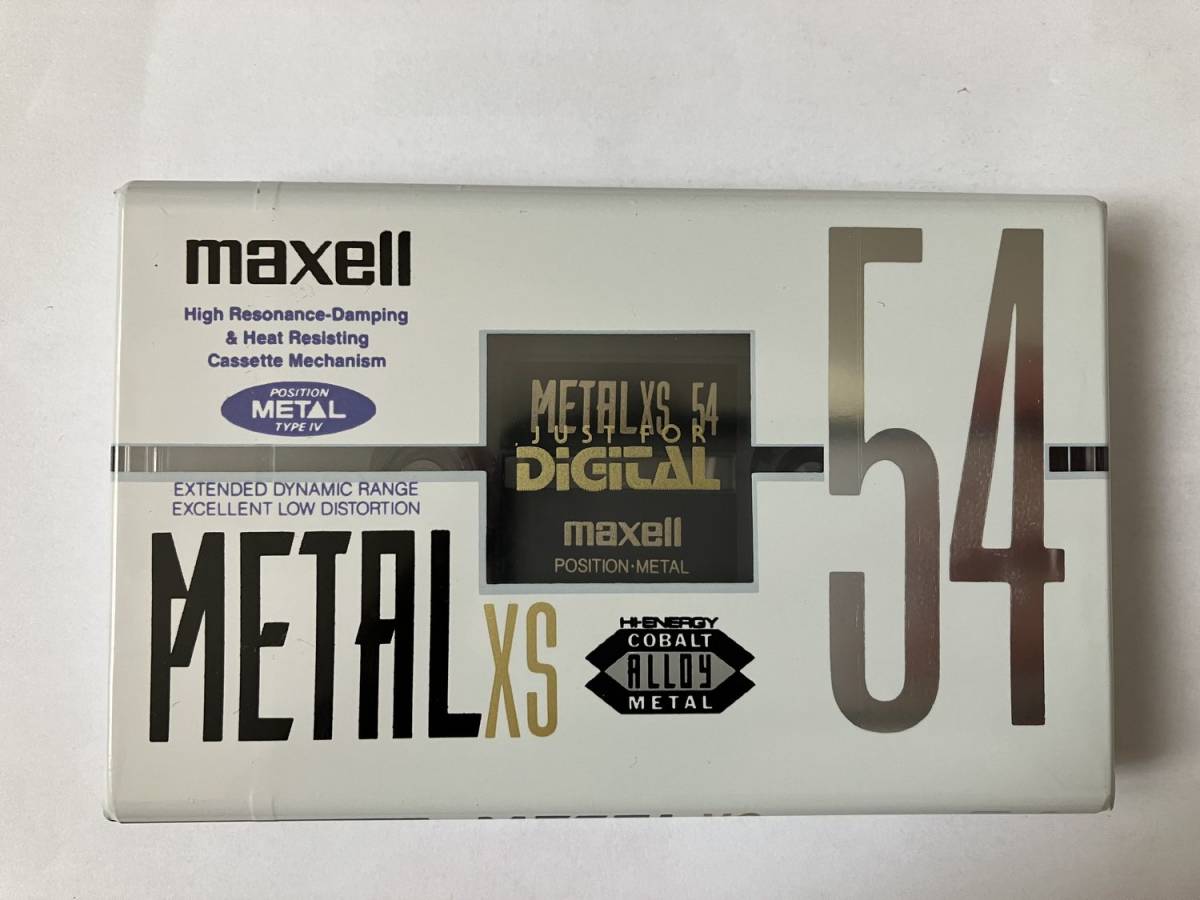 maxell
High Resonance-Damping
& Heat Resisting
Cassette Mechanism
POSITION
METAL
TYPE IV
EXTENDED DYNAMIC RANGE
EXCELLENT LOW DISTORTION
METAL XS
METAL XS 54
JUST FOR
DiGiTAL
maxell
POSITION·METAL
HI-ENERGY
COBALT
ALLOY
METAL
54